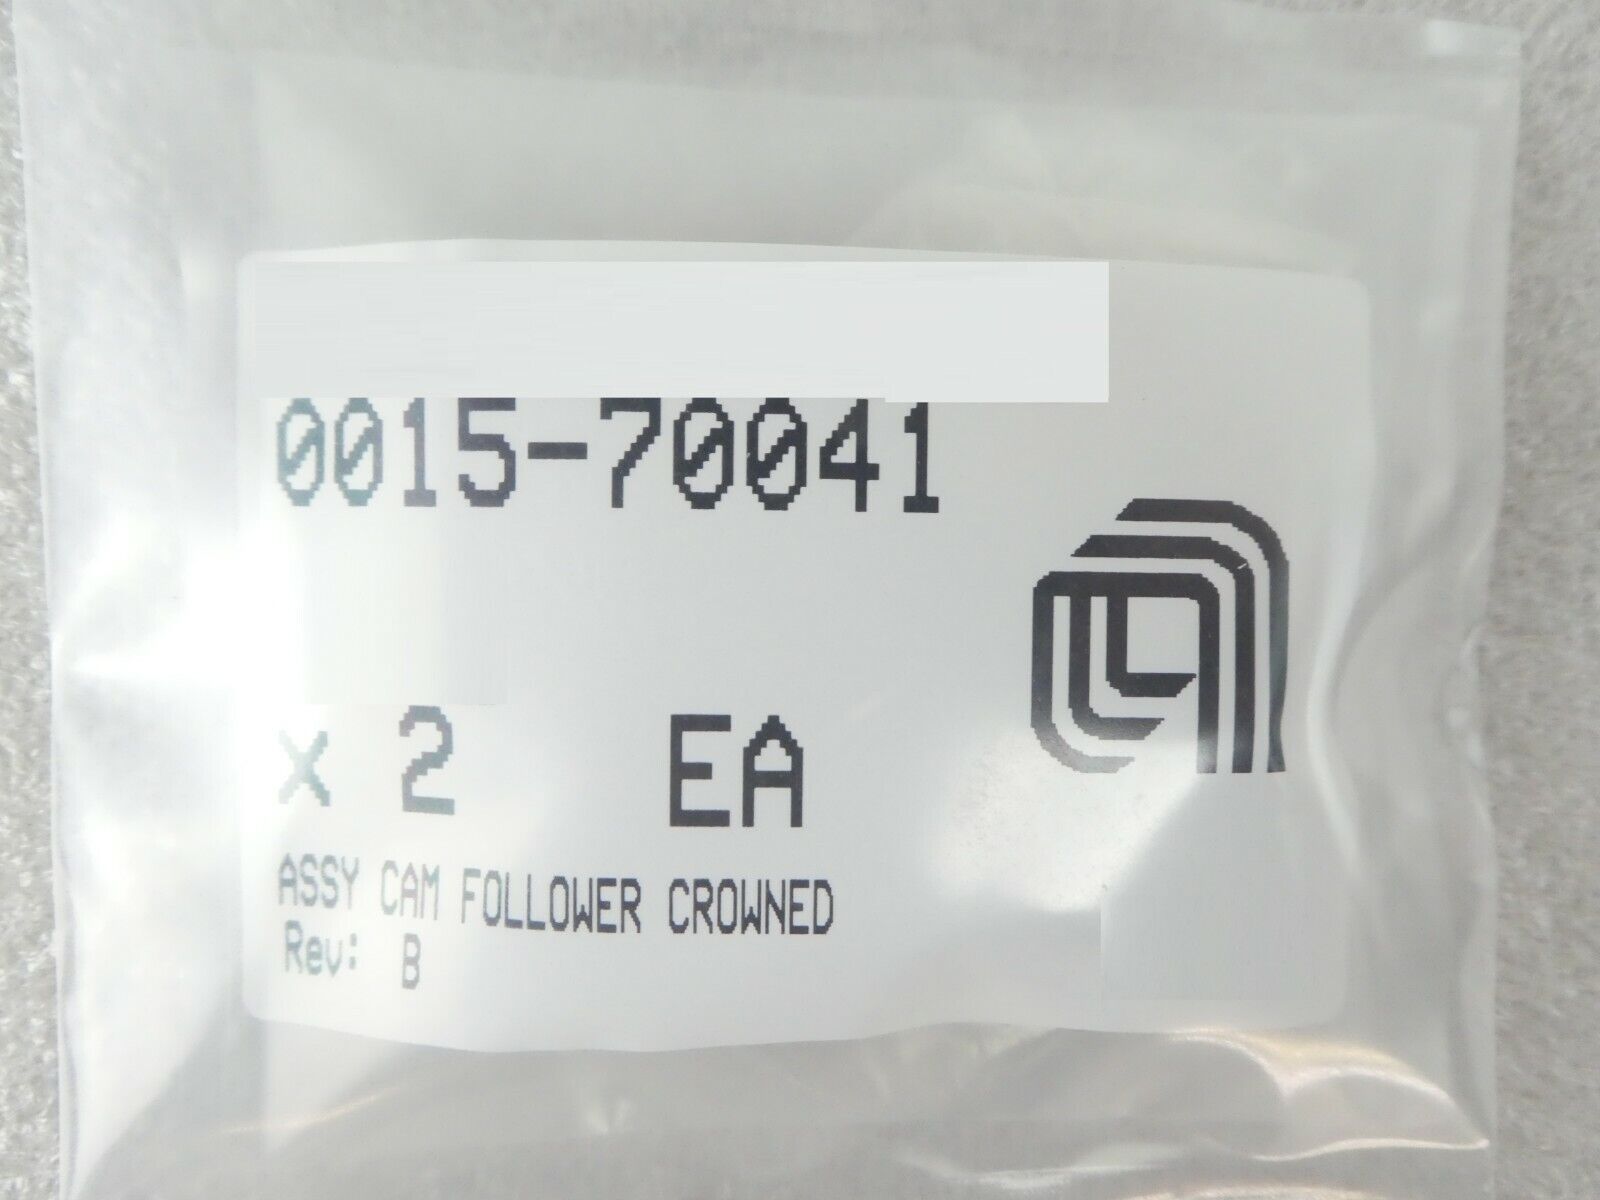 0015-70041
x 2 EA
ASSY CAM FOLLOWER CROWNED
Rev: B